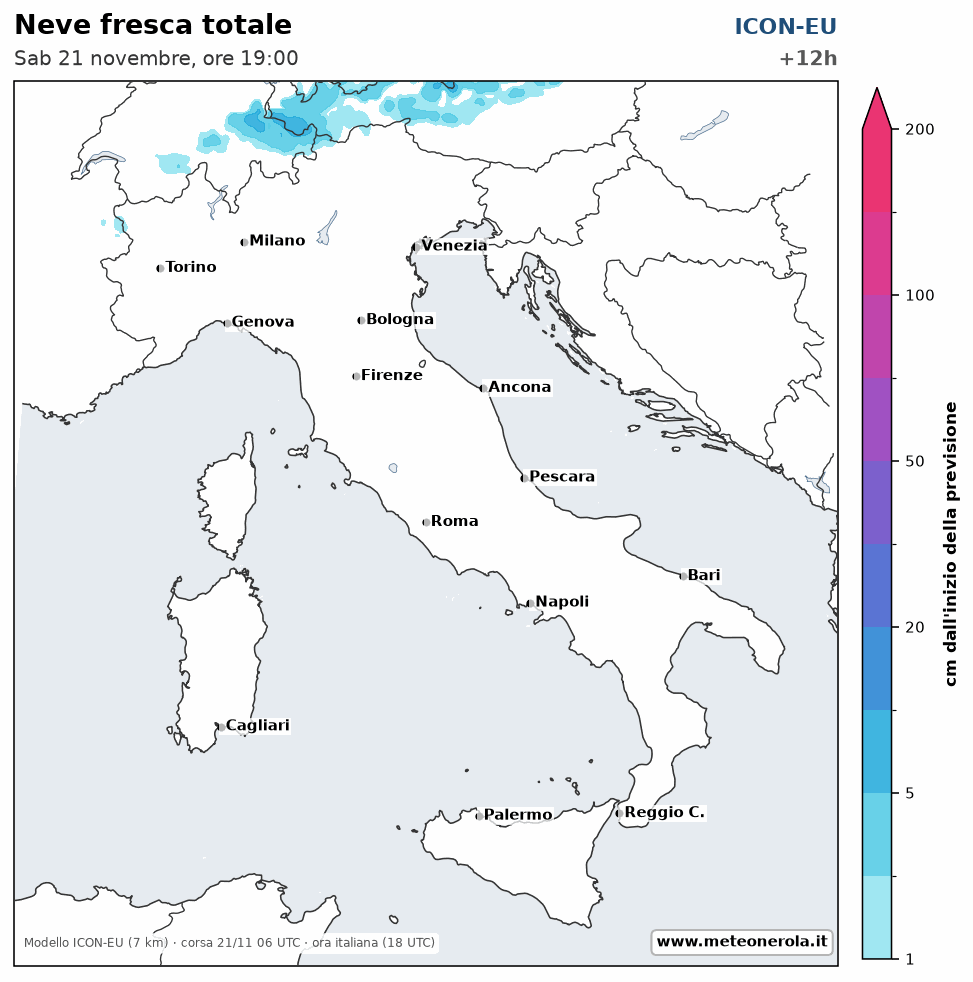 Neve fresca totale
ICON-EU
Sab 21 novembre, ore 19:00
+12h
200
100
50
20
5
1
cm dall'inizio della previsione
Milano
Venezia
Torino
Genova
Bologna
Firenze
Ancona
Pescara
Roma
Bari
Napoli
Cagliari
Palermo
Reggio C.
Modello ICON-EU (7 km) · corsa 21/11 06 UTC · ora italiana (18 UTC)
www.meteonerola.it